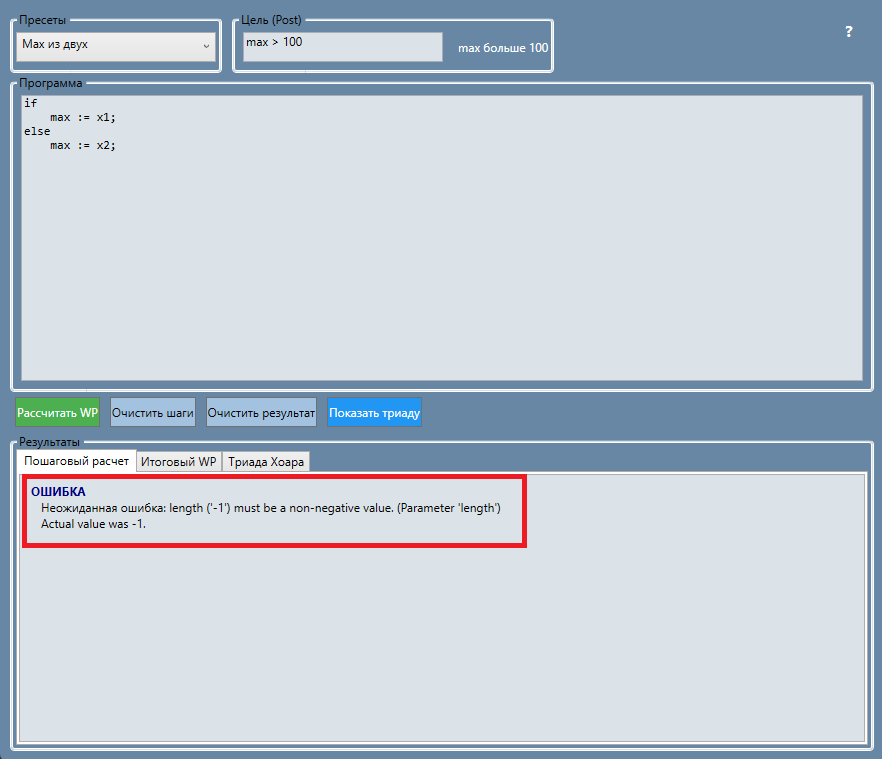 Пресеты
Max из двух
Цель (Post)
max > 100
max больше 100
?
Программа
if
max := x1;
else
max := x2;
Рассчитать WP
Очистить шаги
Очистить результат
Показать триаду
Результаты
Пошаговый расчет
Итоговый WP
Триада Хоара
ОШИБКА
Неожиданная ошибка: length ('-1') must be a non-negative value. (Parameter 'length')
Actual value was -1.